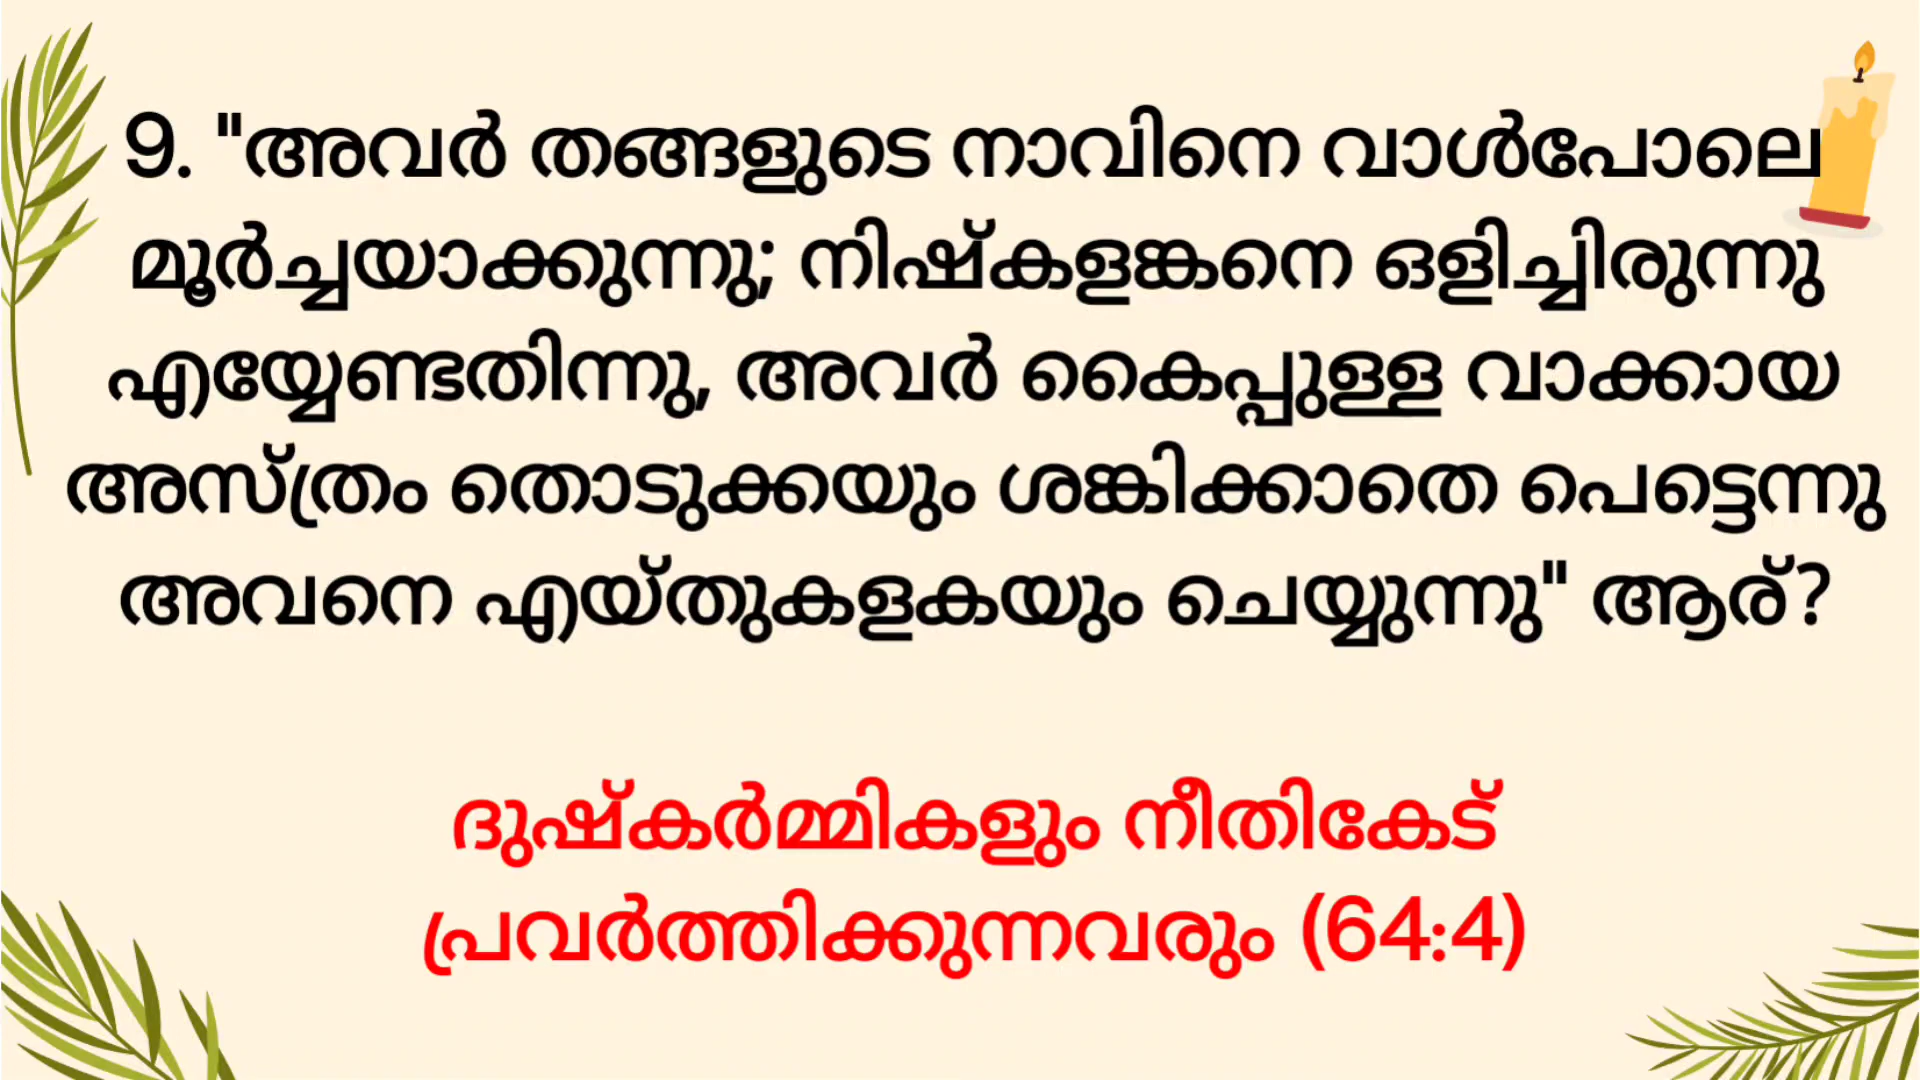 9. "അവർ തങ്ങളുടെ നാവിനെ വാൾപോലെ
മൂർച്ചയാക്കുന്നു; നിഷ്കളങ്കനെ ഒളിച്ചിരുന്നു
എയ്യേണ്ടതിന്നു, അവർ കൈപ്പുള്ള വാക്കായ
അസ്ത്രം തൊടുക്കയും ശങ്കിക്കാതെ പെട്ടെന്നു
അവനെ എയ്തുകളകയും ചെയ്യുന്നു" ആര്?
ദുഷ്കർമ്മികളും നീതികേട്
പ്രവർത്തിക്കുന്നവരും (64:4)